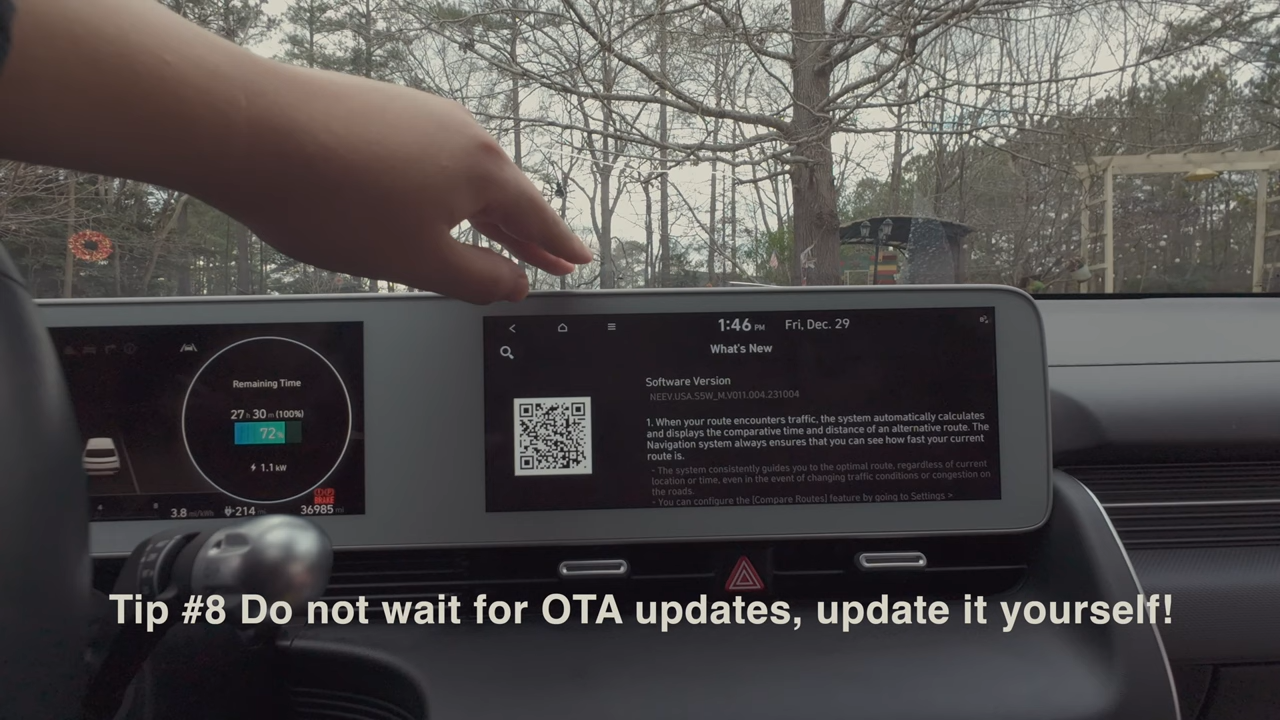 1:46 PM Fri, Dec. 29
What's New
Remaining Time
27 h 30 m (100%)
72%
1.1 kW
BRAKE
3.8 mi/kWh 214 mi 36985 mi
Software Version
NEEV.USA.S5W_M.V011.004.231004
1. When your route encounters traffic, the system automatically calculates
and displays the comparative time and distance of an alternative route. The
Navigation system always ensures that you can see how fast your current
route is.
- The system consistently guides you to the optimal route, regardless of current
location or time, even in the event of changing traffic conditions or congestion on
the roads.
- You can configure the [Compare Routes] feature by going to Settings >
Tip #8 Do not wait for OTA updates, update it yourself!